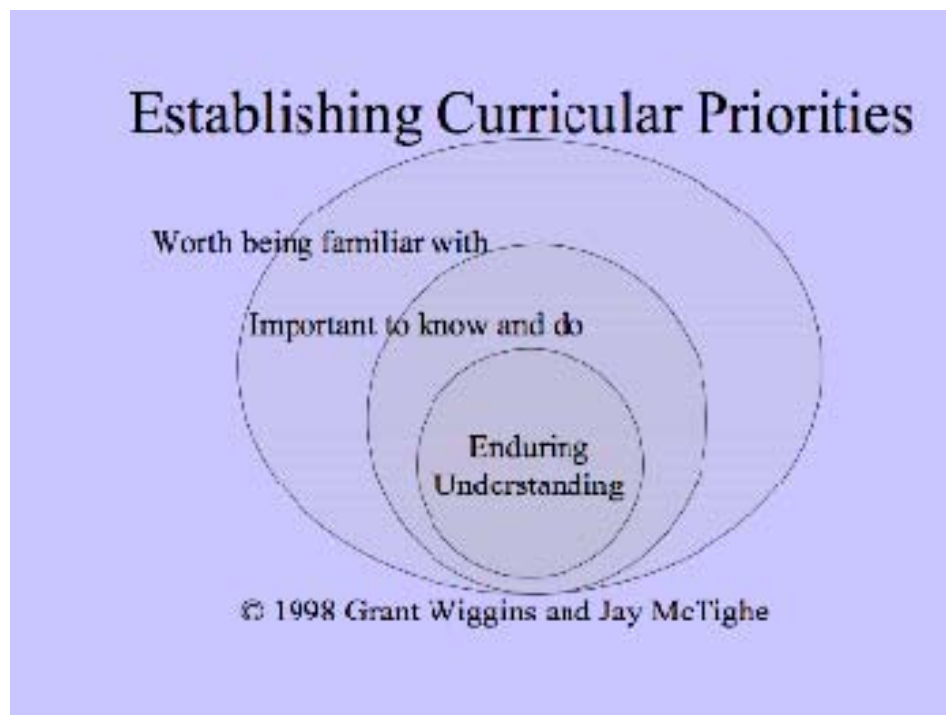 Establishing Curricular Priorities
Worth being familiar with
Important to know and do
Enduring
Understanding
© 1998 Grant Wiggins and Jay McTighe